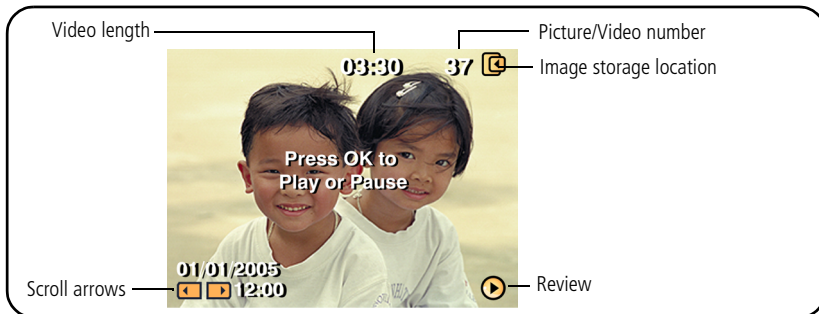 Video length
Picture/Video number
03:30 37
Image storage location
Press OK to
Play or Pause
01/01/2005
Scroll arrows
12:00
Review